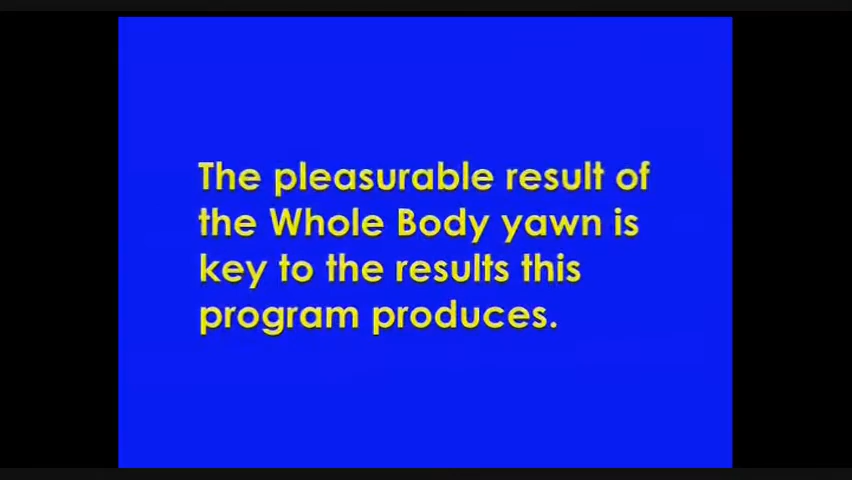 The pleasurable result of
the Whole Body yawn is
key to the results this
program produces.